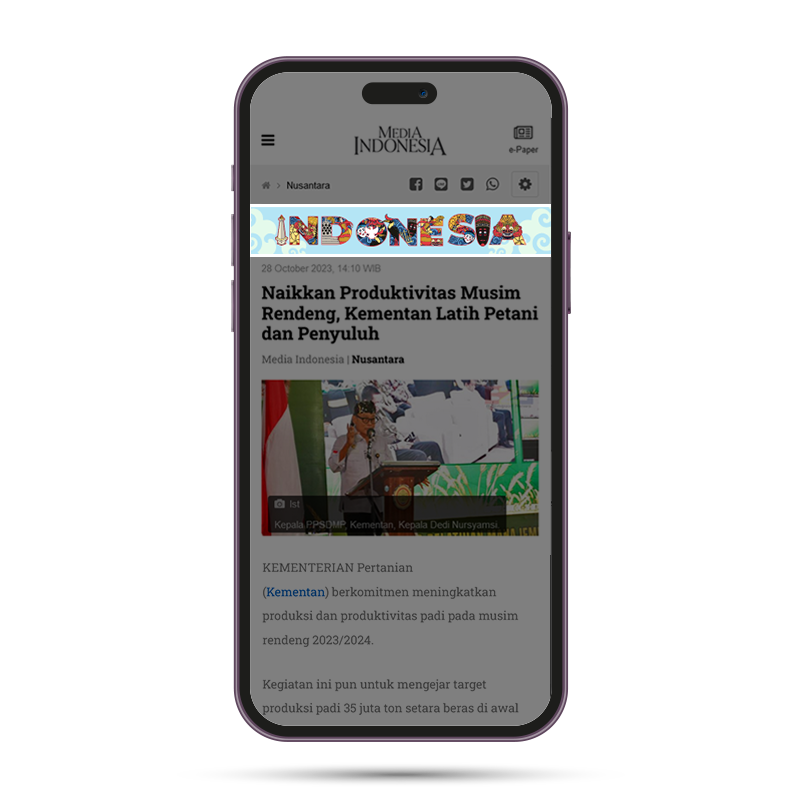 MEDIA
INDONESIA
e-Paper
Nusantara
INDONESIA
28 October 2023, 14:10 WIB
Naikkan Produktivitas Musim
Rendeng, Kementan Latih Petani
dan Penyuluh
Media Indonesia | Nusantara
Ist
Kepala PPSDMP, Kementan, Kepala Dedi Nursyamsi.
KEMENTERIAN Pertanian
(Kementan) berkomitmen meningkatkan
produksi dan produktivitas padi pada musim
rendeng 2023/2024.
Kegiatan ini pun untuk mengejar target
produksi padi 35 juta ton setara beras di awal